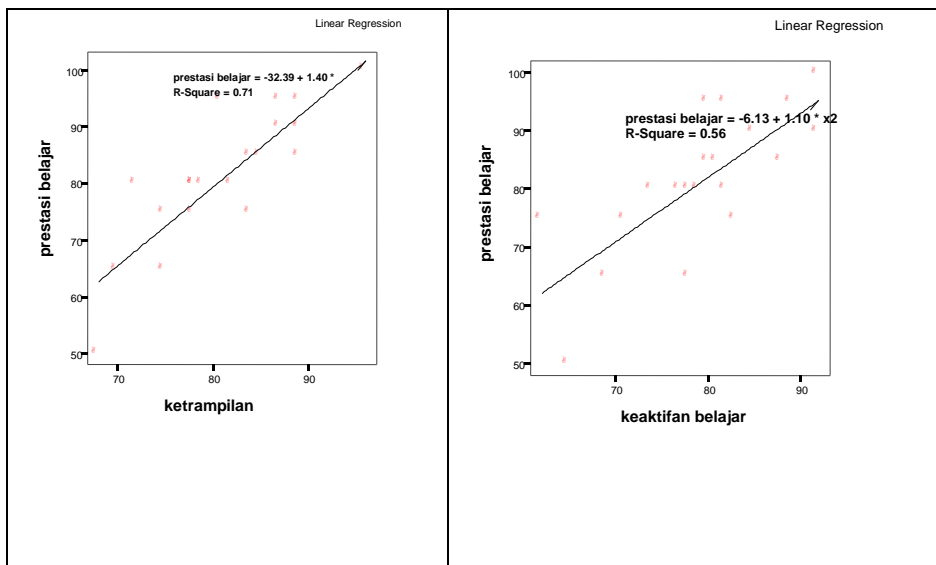 Linear Regression
prestasi belajar = -32.39 + 1.40 *
R-Square = 0.71
100
90
80
70
60
50
prestasi belajar
70 80 90
ketrampilan
Linear Regression
prestasi belajar = -6.13 + 1.10 * x2
R-Square = 0.56
100
90
80
70
60
50
prestasi belajar
70 80 90
keaktifan belajar